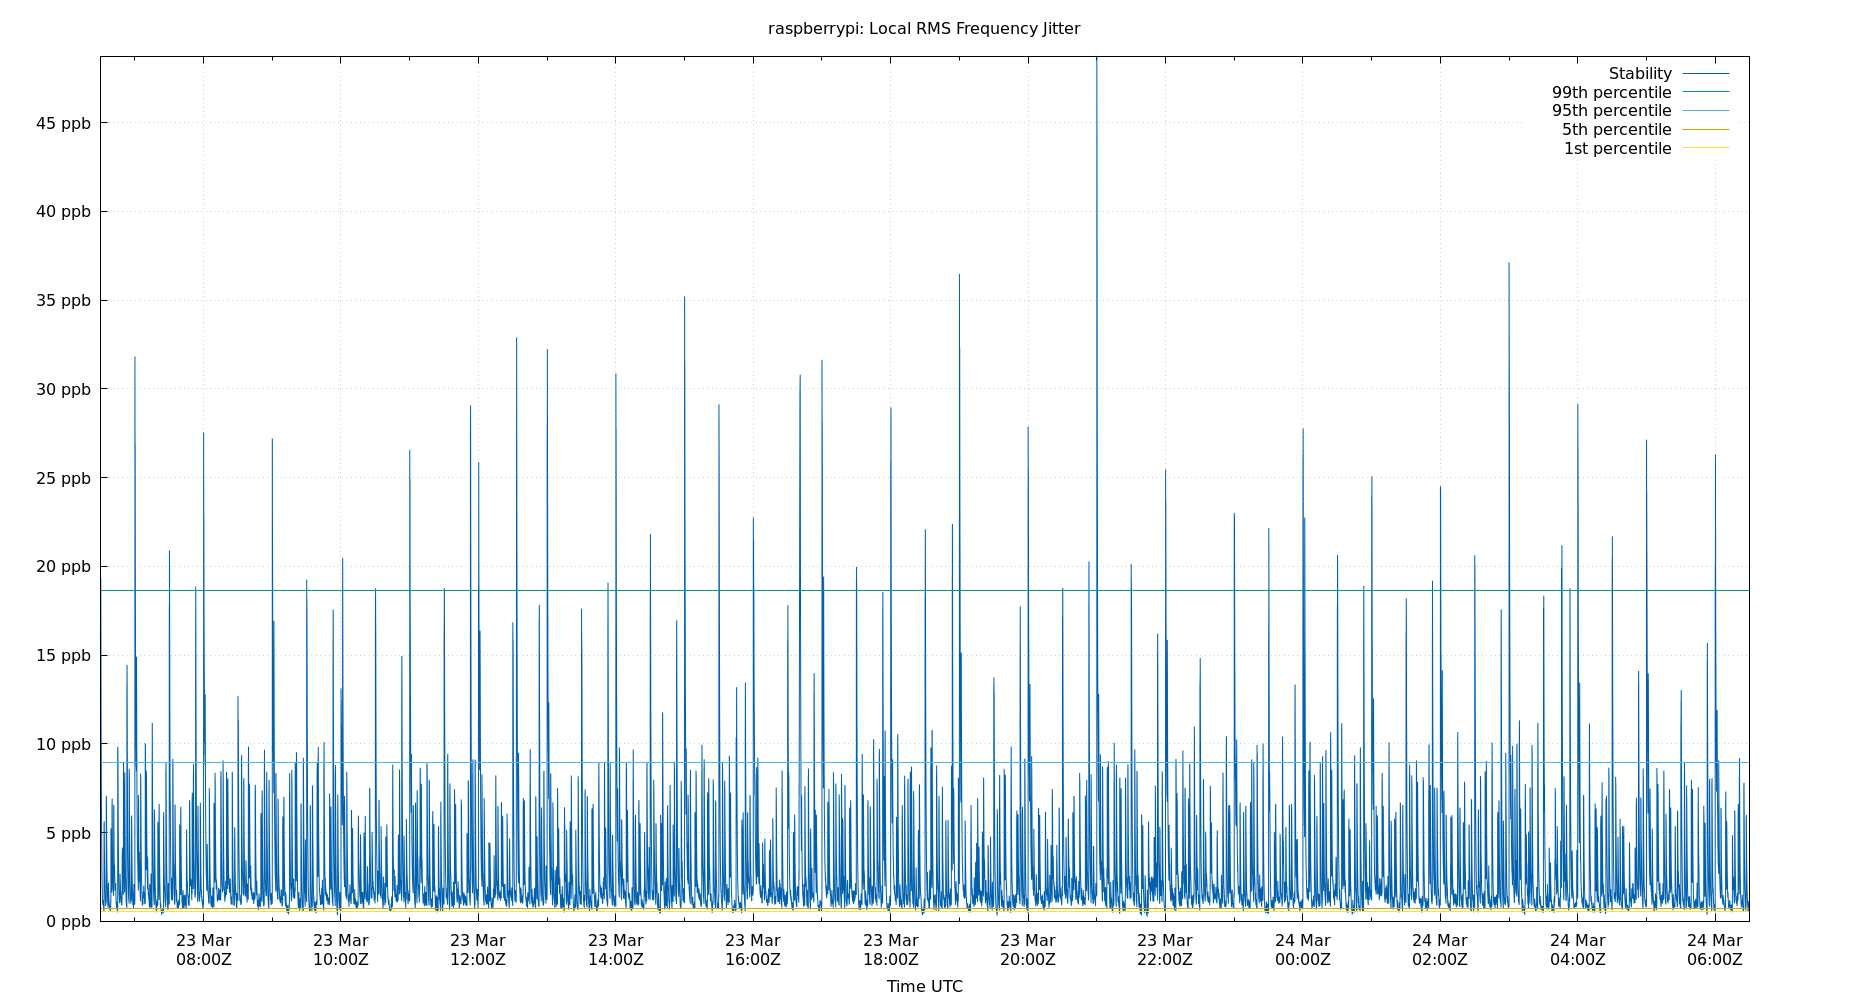 raspberrypi: Local RMS Frequency Jitter
Stability
99th percentile
95th percentile
5th percentile
1st percentile
45 ppb
40 ppb
35 ppb
30 ppb
25 ppb
20 ppb
15 ppb
10 ppb
5 ppb
0 ppb
23 Mar 23 Mar 23 Mar 23 Mar 23 Mar 23 Mar 23 Mar 23 Mar 24 Mar 24 Mar 24 Mar 24 Mar
08:00Z 10:00Z 12:00Z 14:00Z 16:00Z 18:00Z 20:00Z 22:00Z 00:00Z 02:00Z 04:00Z 06:00Z
Time UTC